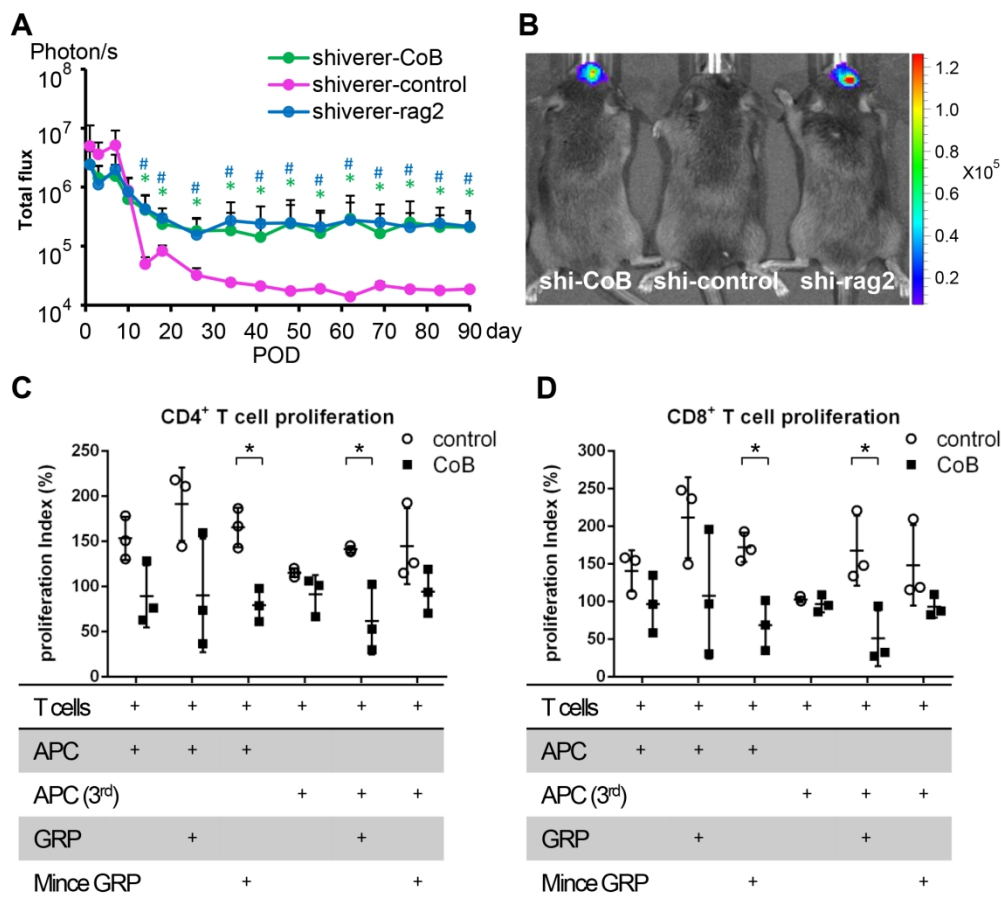 A
Photon/s
shiverer-CoB
shiverer-control
shiverer-rag2
10^8
10^7
10^6
10^5
10^4
Total flux
# # # # # # # # # # # #
* * * * * * * * * * * *
0 10 20 30 40 50 60 70 80 90 day
POD
B
shi-CoB shi-control shi-rag2
1.0
0.8
0.6
0.4
0.2
X10^5
C
CD4+ T cell proliferation
control
CoB
proliferation Index (%)
250
200
150
100
50
0
* *
T cells + + + + + +
APC + + +
APC (3rd) + + +
GRP + +
Mince GRP + +
D
CD8+ T cell proliferation
control
CoB
proliferation Index (%)
300
250
200
150
100
50
0
* *
T cells + + + + + +
APC + + +
APC (3rd) + + +
GRP + +
Mince GRP + +